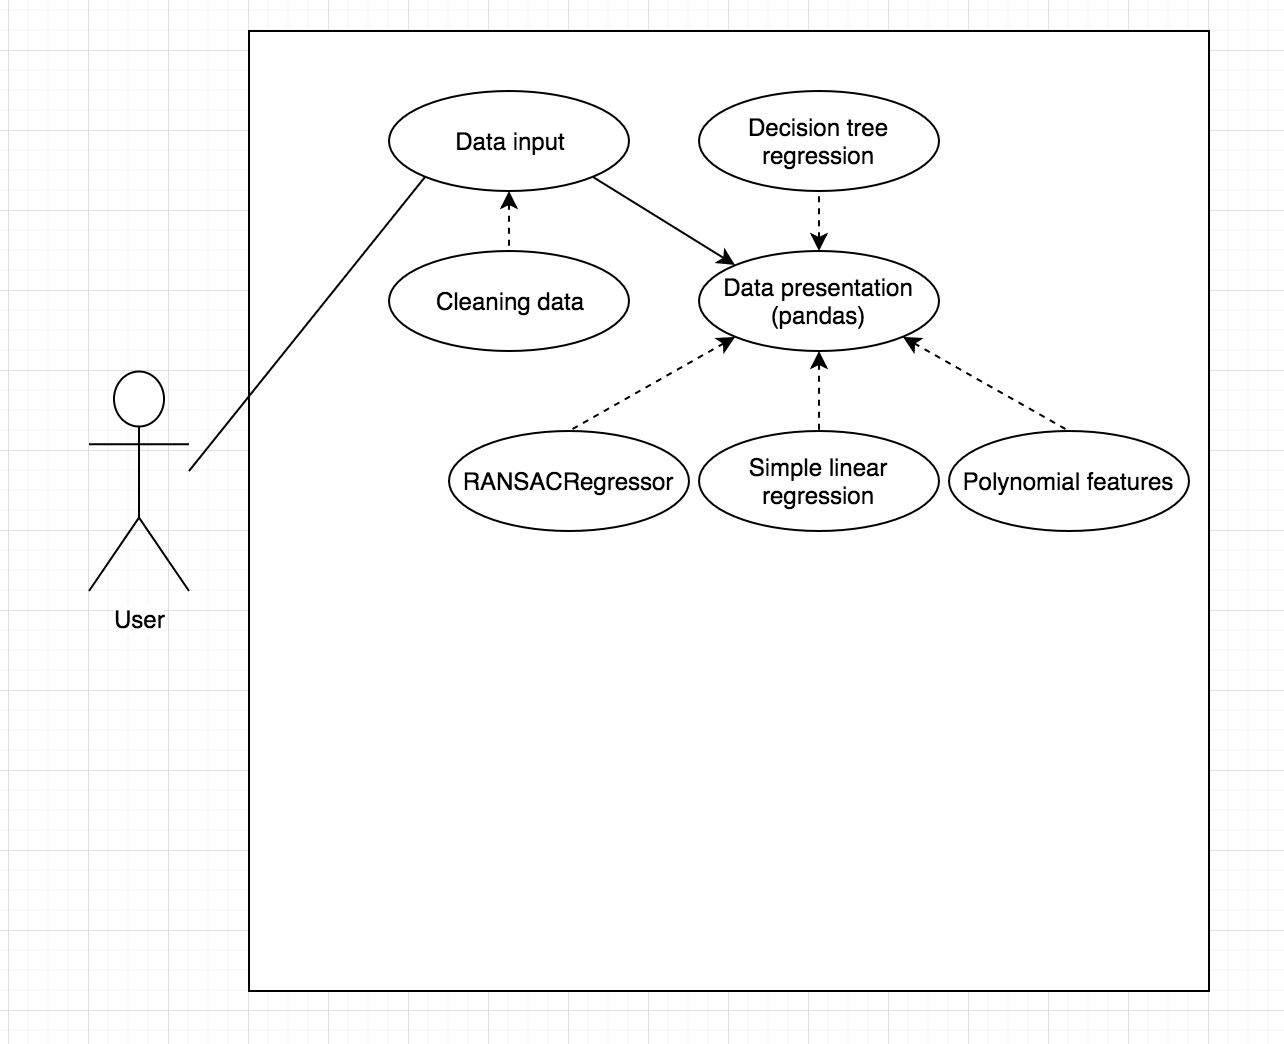 Data input
Decision tree
regression
Cleaning data
Data presentation
(pandas)
RANSACRegressor
Simple linear
regression
Polynomial features
User